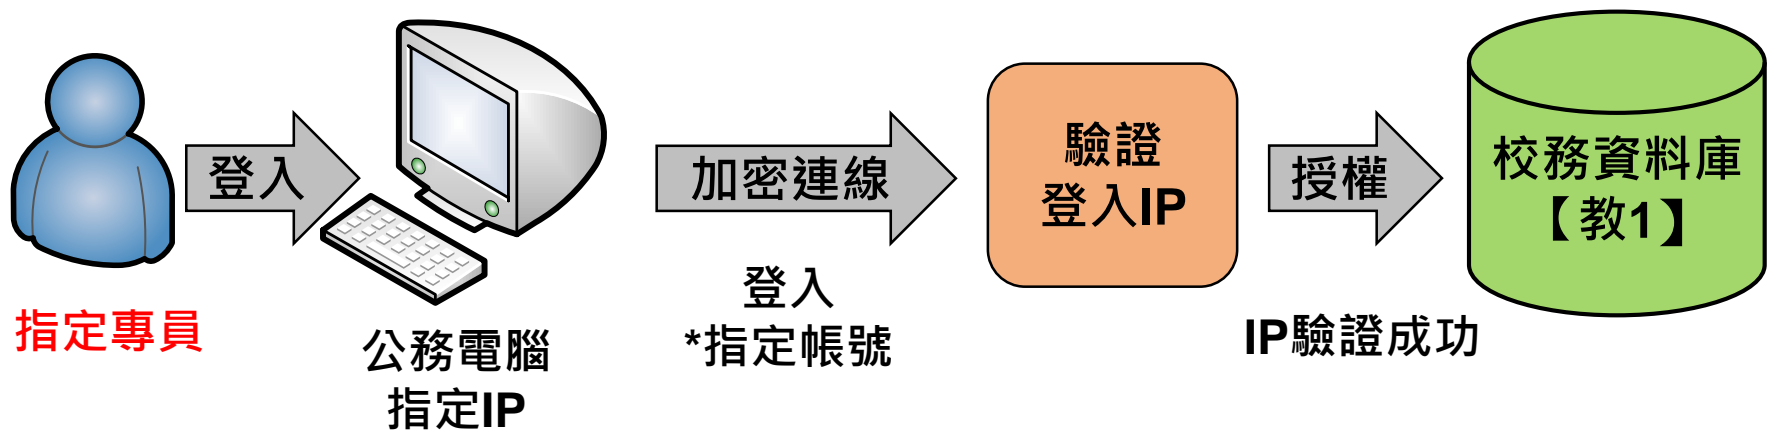 指定專員
登入
公務電腦
指定IP
加密連線
登入
*指定帳號
驗證
登入IP
授權
IP驗證成功
校務資料庫
【教1】